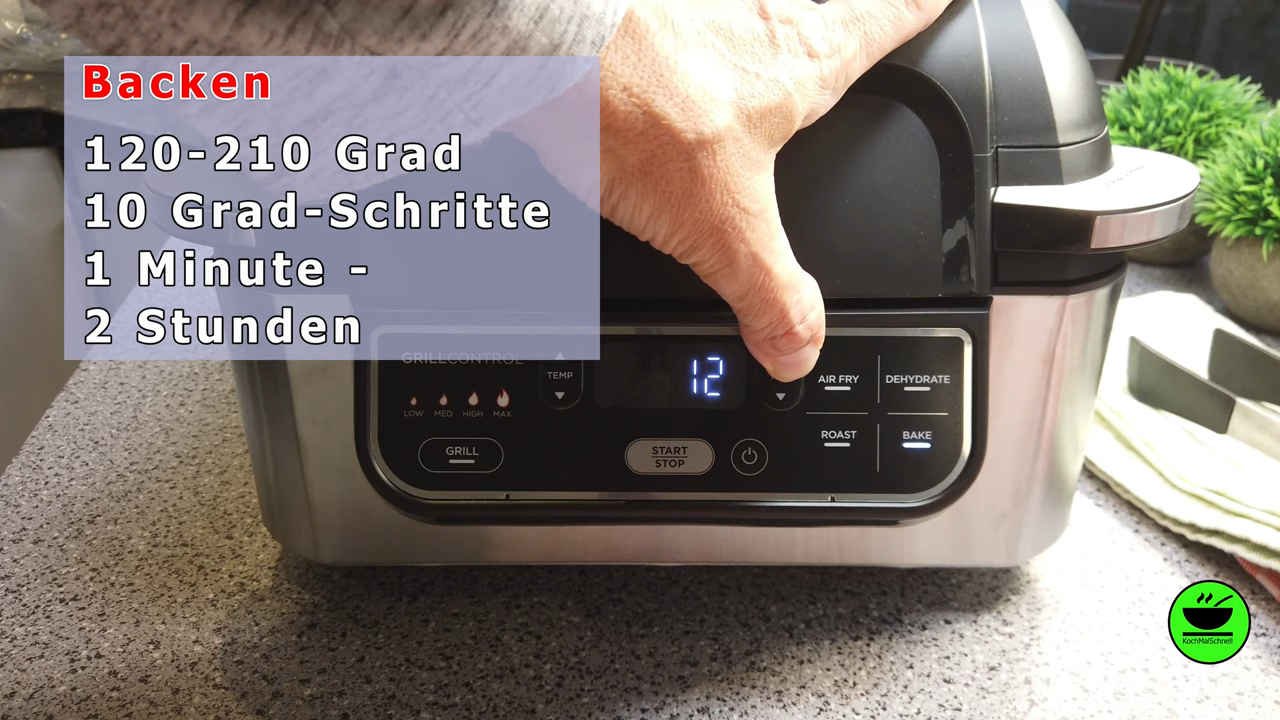 Backen
120-210 Grad
10 Grad-Schritte
1 Minute -
2 Stunden
GRILLCONTROL
TEMP
12
LOW MED HIGH MAX
GRILL
START
STOP
AIR FRY
DEHYDRATE
ROAST
BAKE
KochMalSchnell